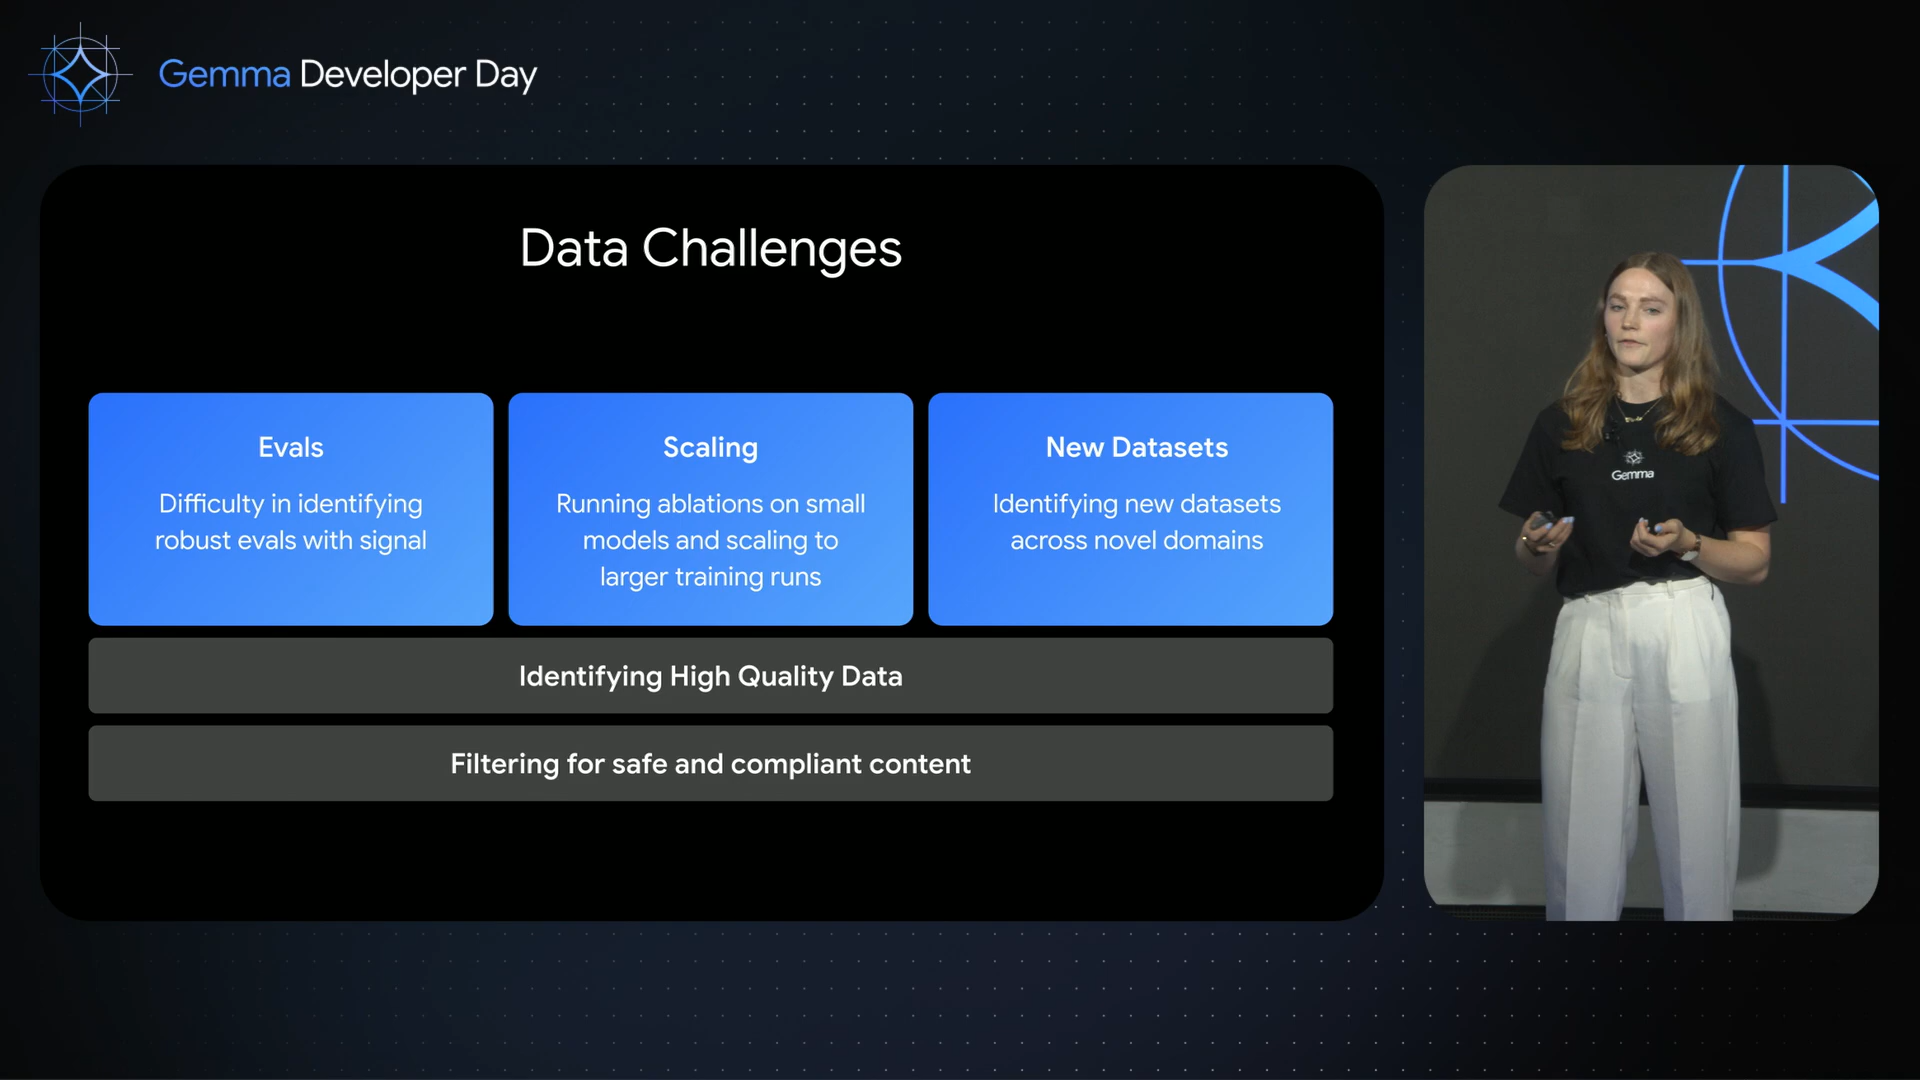 Gemma Developer Day
Data Challenges
Evals
Difficulty in identifying
robust evals with signal
Scaling
Running ablations on small
models and scaling to
larger training runs
New Datasets
Identifying new datasets
across novel domains
Identifying High Quality Data
Filtering for safe and compliant content
Gemma